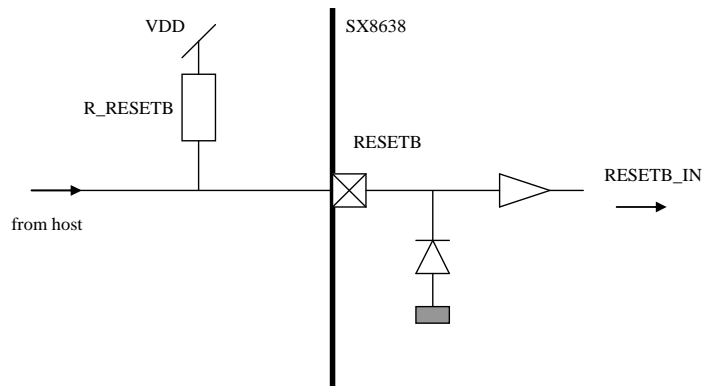 VDD
SX8638
R_RESETB
RESETB
RESETB_IN
from host